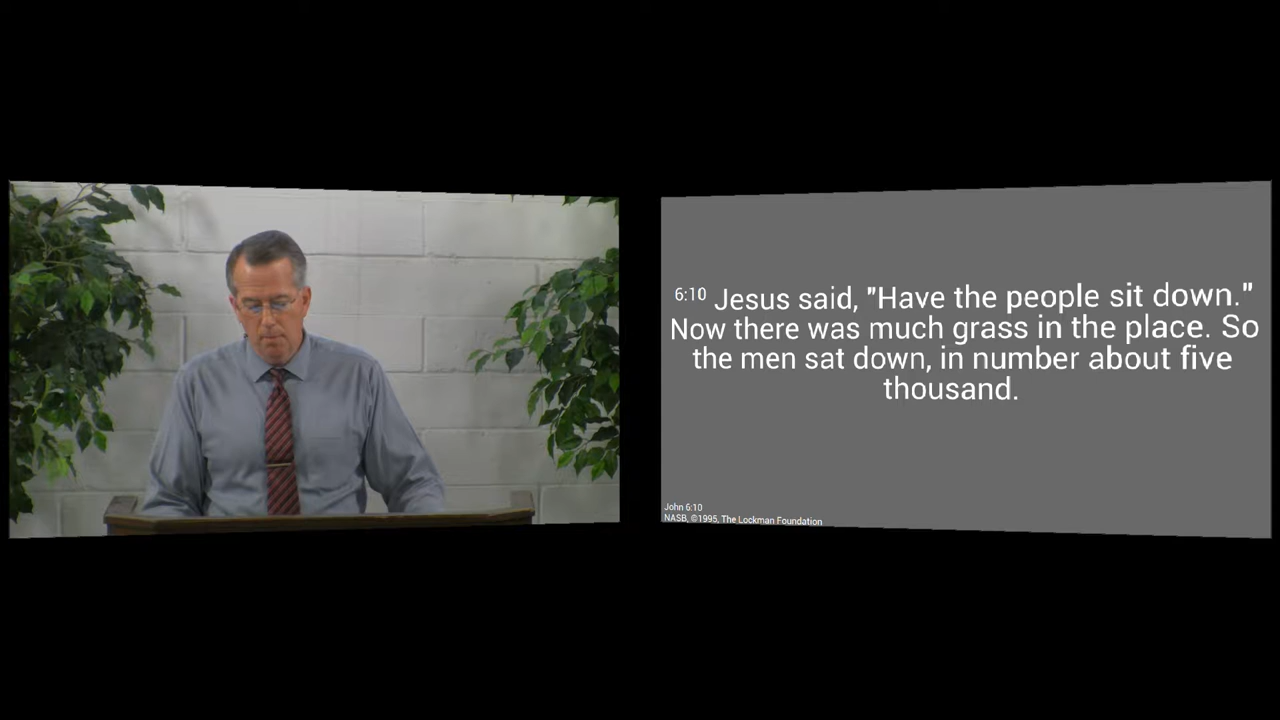 6:10 Jesus said, "Have the people sit down."
Now there was much grass in the place. So
the men sat down, in number about five
thousand.
John 6:10
NASB, ©1995, The Lockman Foundation